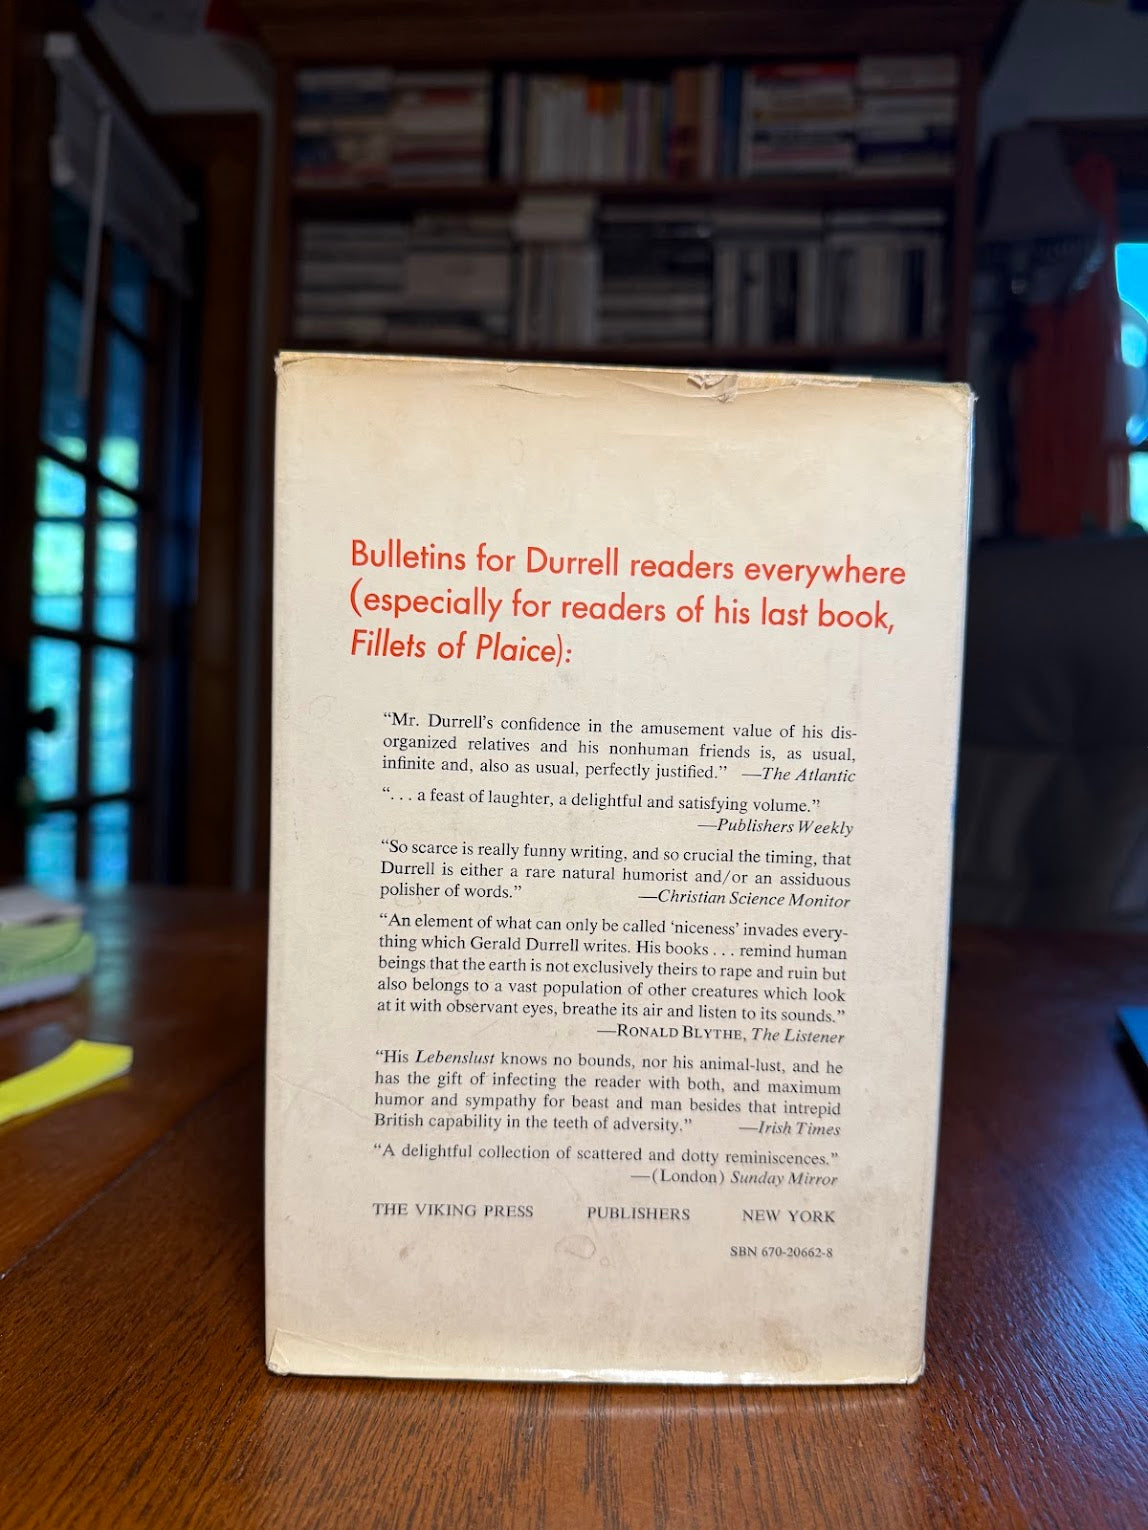 Bulletins for Durrell readers everywhere
(especially for readers of his last book,
Fillets of Plaice):
“Mr. Durrell’s confidence in the amusement value of his dis-
organized relatives and his nonhuman friends is, as usual,
infinite and, also as usual, perfectly justified.” —The Atlantic
“. . . a feast of laughter, a delightful and satisfying volume.”
—Publishers Weekly
“So scarce is really funny writing, and so crucial the timing, that
Durrell is either a rare natural humorist and/or an assiduous
polisher of words.” —Christian Science Monitor
“An element of what can only be called ‘niceness’ invades every-
thing which Gerald Durrell writes. His books . . . remind human
beings that the earth is not exclusively theirs to rape and ruin but
also belongs to a vast population of other creatures which look
at it with observant eyes, breathe its air and listen to its sounds.”
—RONALD BLYTHE, The Listener
“His Lebenslust knows no bounds, nor his animal-lust, and he
has the gift of infecting the reader with both, and maximum
humor and sympathy for beast and man besides that intrepid
British capability in the teeth of adversity.” —Irish Times
“A delightful collection of scattered and dotty reminiscences.”
—(London) Sunday Mirror
THE VIKING PRESS PUBLISHERS NEW YORK
SBN 670-20662-8